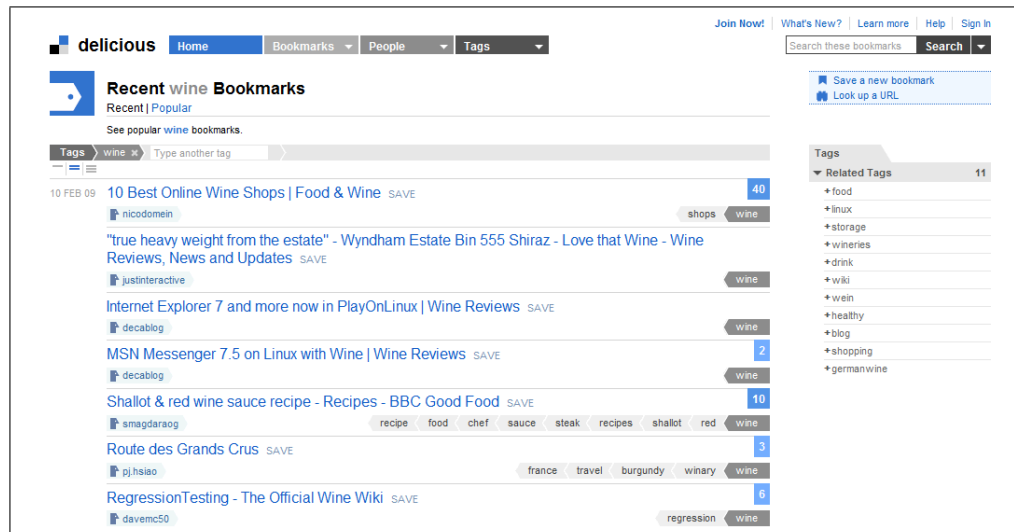 Join Now! What's New? Learn more Help Sign In
delicious Home Bookmarks People Tags Search these bookmarks Search
Recent wine Bookmarks
Recent | Popular
See popular wine bookmarks.
Save a new bookmark
Look up a URL
Tags wine Type another tag
10 FEB 09 10 Best Online Wine Shops | Food & Wine SAVE 40
nicodomein shops wine
"true heavy weight from the estate" - Wyndham Estate Bin 555 Shiraz - Love that Wine - Wine
Reviews, News and Updates SAVE
justinteractive wine
Internet Explorer 7 and more now in PlayOnLinux | Wine Reviews SAVE
decablog wine
MSN Messenger 7.5 on Linux with Wine | Wine Reviews SAVE 2
decablog wine
Shallot & red wine sauce recipe - Recipes - BBC Good Food SAVE 10
smagdaraog recipe food chef sauce steak recipes shallot red wine
Route des Grands Crus SAVE 3
pj.hsiao france travel burgundy winary wine
RegressionTesting - The Official Wine Wiki SAVE 6
davemc50 regression wine
Tags
Related Tags 11
+food
+linux
+storage
+wineries
+drink
+wiki
+wein
+healthy
+blog
+shopping
+germanwine